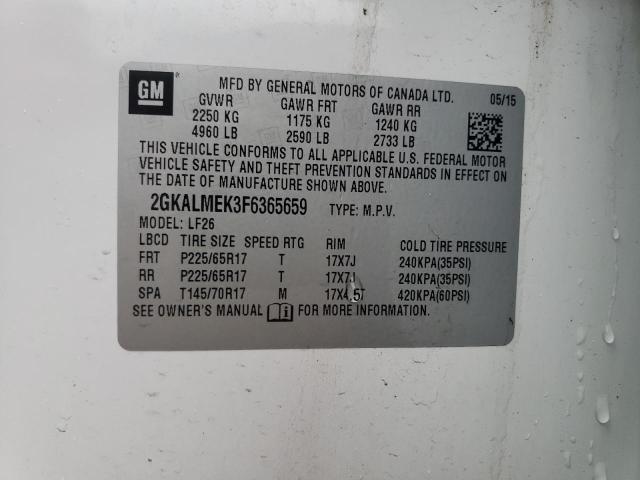 GM ®
MFD BY GENERAL MOTORS OF CANADA LTD. 05/15
GVWR GAWR FRT GAWR RR
2250 KG 1175 KG 1240 KG
4960 LB 2590 LB 2733 LB
THIS VEHICLE CONFORMS TO ALL APPLICABLE U.S. FEDERAL MOTOR
VEHICLE SAFETY AND THEFT PREVENTION STANDARDS IN EFFECT ON
THE DATE OF MANUFACTURE SHOWN ABOVE.
2GKALMEK3F6365659 TYPE: M.P.V.
MODEL: LF26
LBCD TIRE SIZE SPEED RTG RIM COLD TIRE PRESSURE
FRT P225/65R17 T 17X7J 240KPA(35PSI)
RR P225/65R17 T 17X7J 240KPA(35PSI)
SPA T145/70R17 M 17X4.5T 420KPA(60PSI)
SEE OWNER'S MANUAL i FOR MORE INFORMATION.